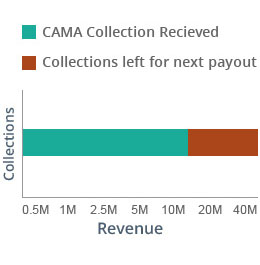 CAMA Collection Recieved
Collections left for next payout
Collections
0.5M 1M 2.5M 5M 10M 20M 40M
Revenue